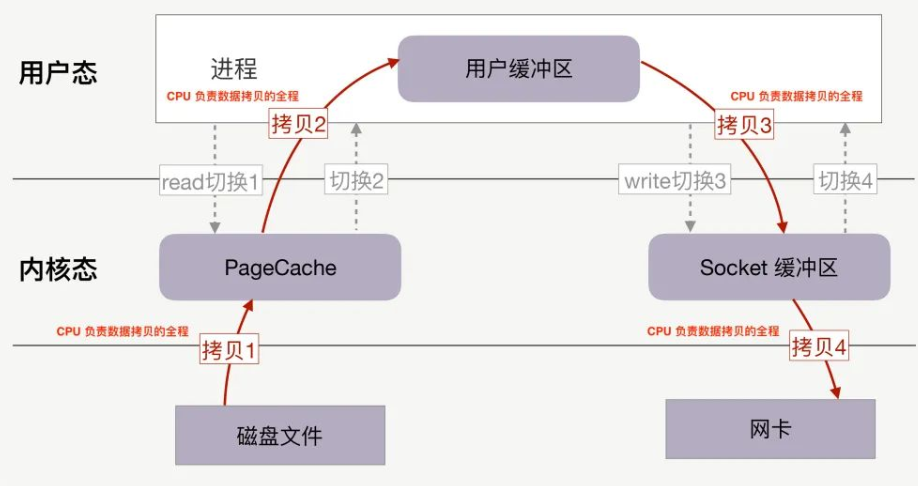 用户态
进程
用户缓冲区
CPU 负责数据拷贝的全程
CPU 负责数据拷贝的全程
拷贝2
拷贝3
read切换1
切换2
write切换3
切换4
内核态
PageCache
Socket 缓冲区
CPU 负责数据拷贝的全程
CPU 负责数据拷贝的全程
拷贝1
拷贝4
磁盘文件
网卡